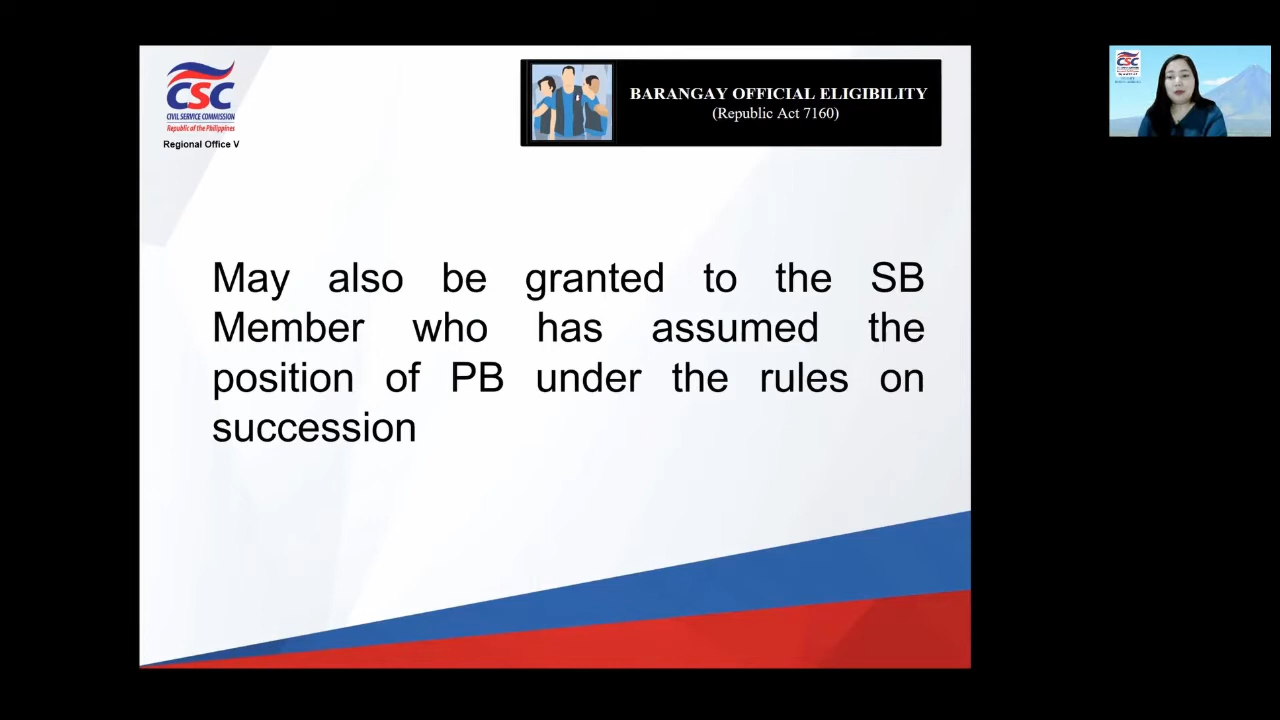 CSC
CIVIL SERVICE COMMISSION
Republic of the Philippines
Regional Office V
BARANGAY OFFICIAL ELIGIBILITY
(Republic Act 7160)
May also be granted to the SB
Member who has assumed the
position of PB under the rules on
succession
CSC